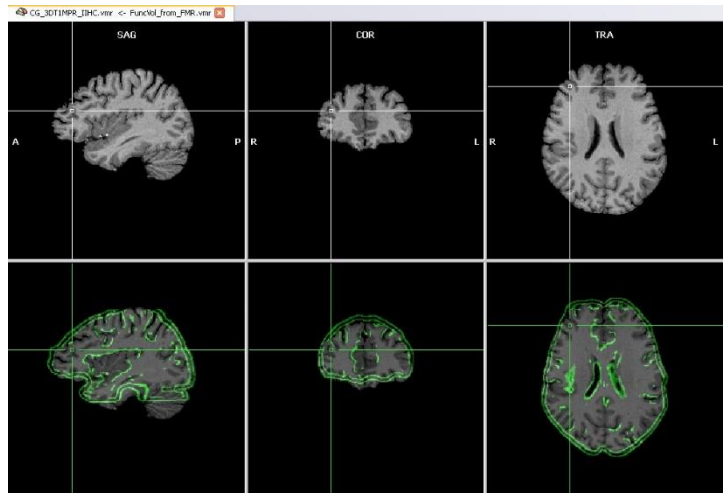 CG_3DT1MPR_IIHC.vmr <- FuncVol_from_FMR.vmr
SAG
COR
TRA
A
P
R
L
R
L